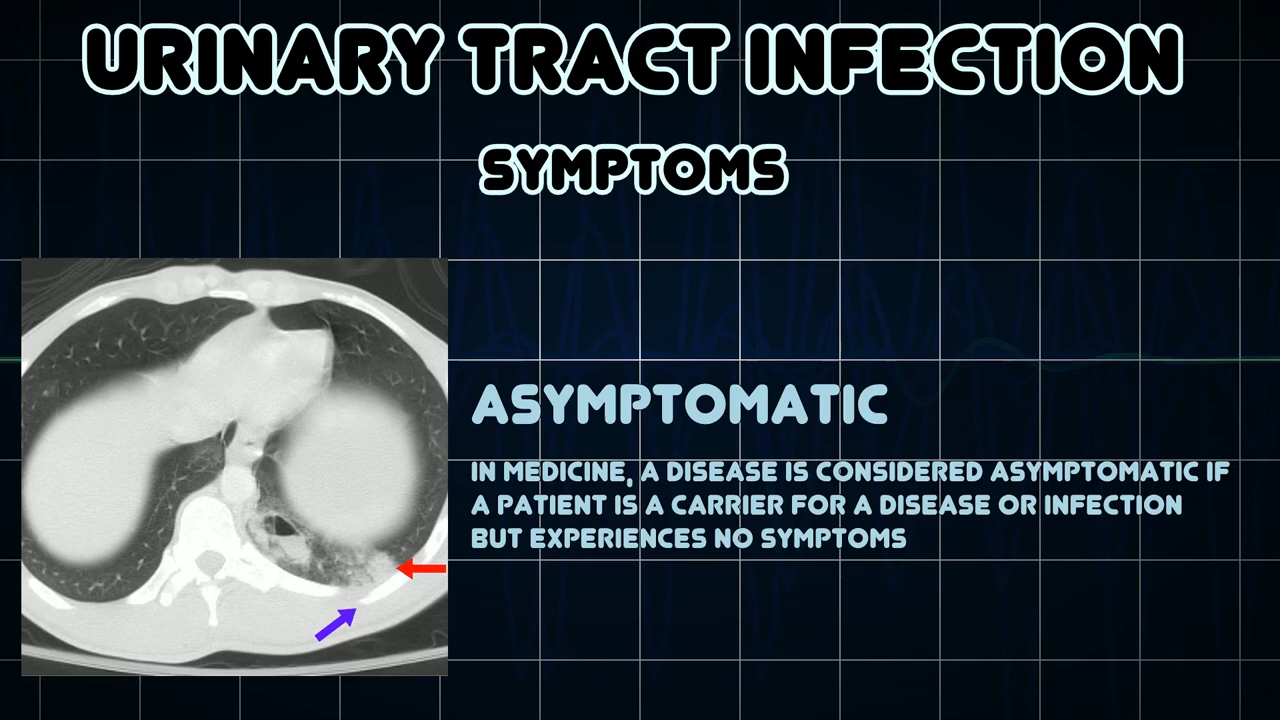 URINARY TRACT INFECTION
SYMPTOMS
ASYMPTOMATIC
IN MEDICINE, A DISEASE IS CONSIDERED ASYMPTOMATIC IF
A PATIENT IS A CARRIER FOR A DISEASE OR INFECTION
BUT EXPERIENCES NO SYMPTOMS